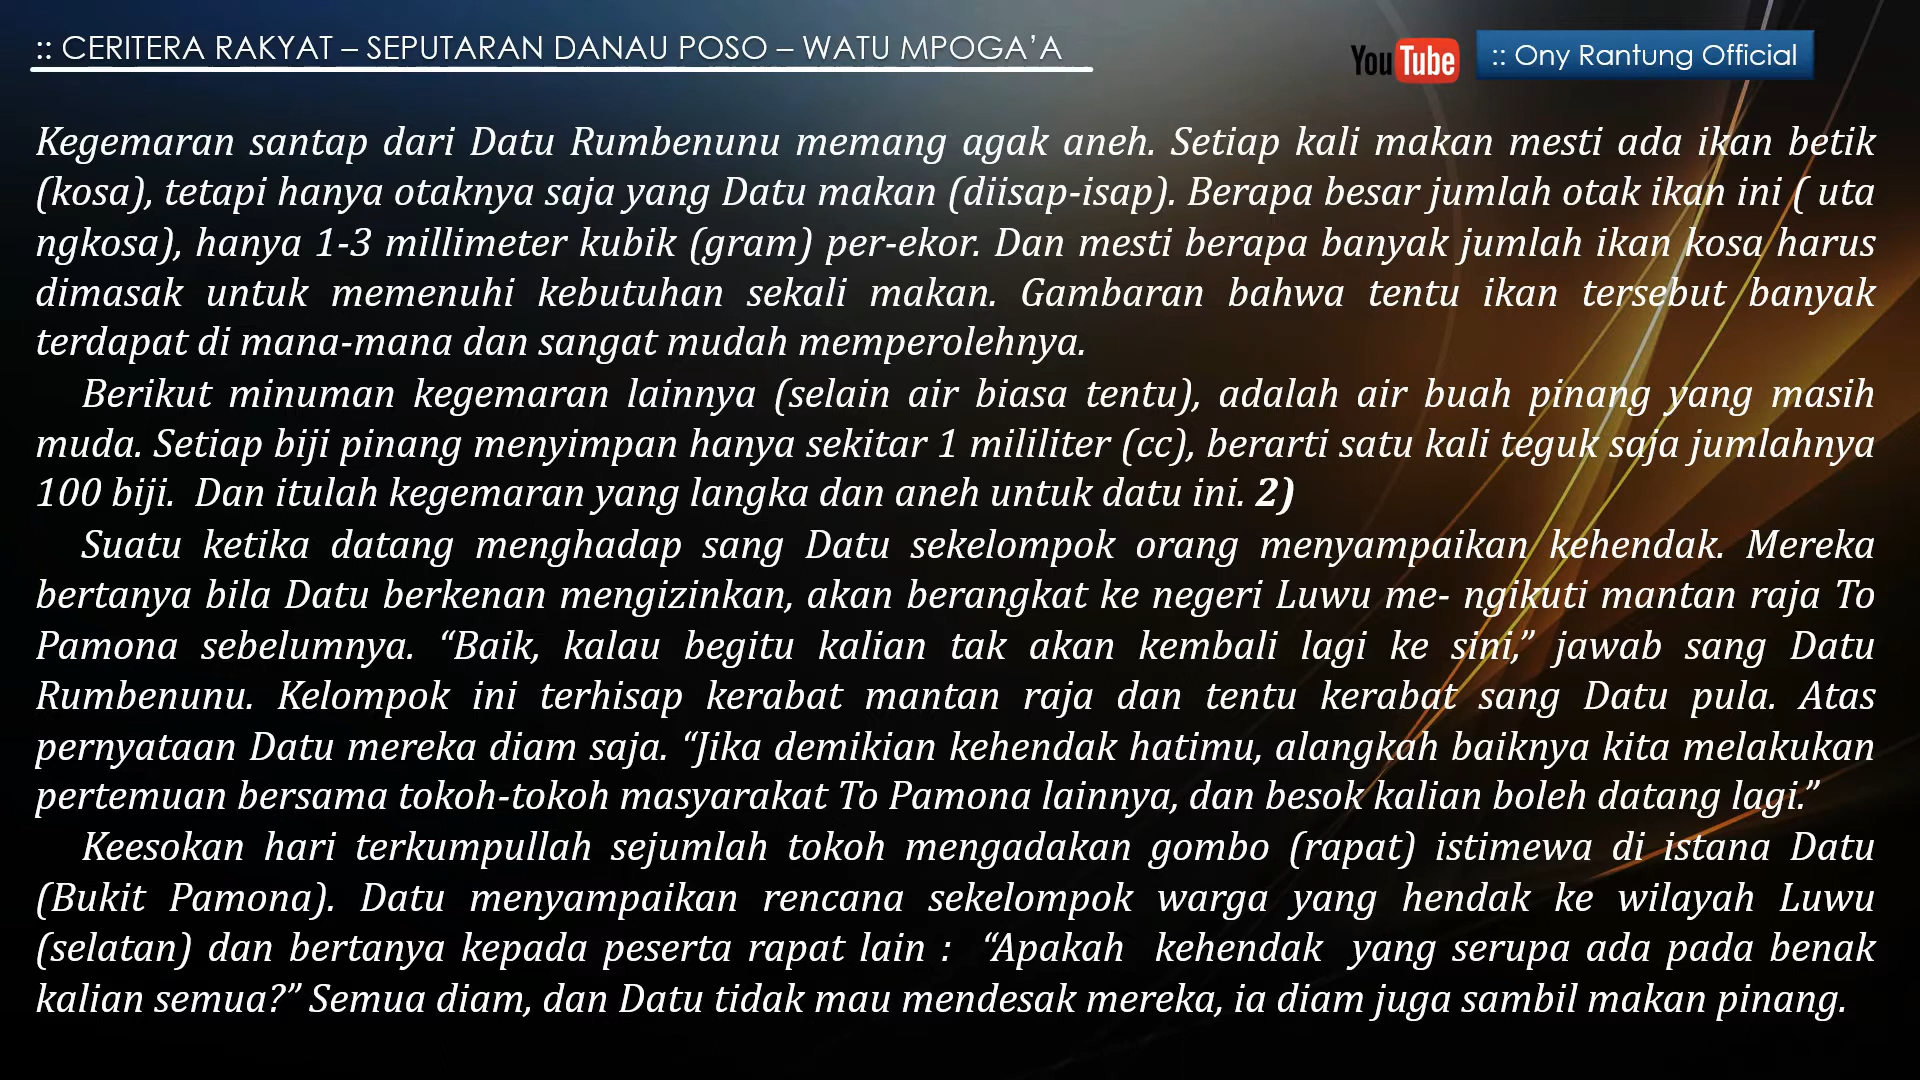 :: CERITERA RAKYAT – SEPUTARAN DANAU POSO – WATU MPOGA’A
YouTube :: Ony Rantung Official
Kegemaran santap dari Datu Rumbenunu memang agak aneh. Setiap kali makan mesti ada ikan betik
(kosa), tetapi hanya otaknya saja yang Datu makan (diisap-isap). Berapa besar jumlah otak ikan ini ( uta
ngkosa), hanya 1-3 millimeter kubik (gram) per-ekor. Dan mesti berapa banyak jumlah ikan kosa harus
dimasak untuk memenuhi kebutuhan sekali makan. Gambaran bahwa tentu ikan tersebut banyak
terdapat di mana-mana dan sangat mudah memperolehnya.
Berikut minuman kegemaran lainnya (selain air biasa tentu), adalah air buah pinang yang masih
muda. Setiap biji pinang menyimpan hanya sekitar 1 mililiter (cc), berarti satu kali teguk saja jumlahnya
100 biji.  Dan itulah kegemaran yang langka dan aneh untuk datu ini. 2)
Suatu ketika datang menghadap sang Datu sekelompok orang menyampaikan kehendak. Mereka
bertanya bila Datu berkenan mengizinkan, akan berangkat ke negeri Luwu me- ngikuti mantan raja To
Pamona sebelumnya. “Baik, kalau begitu kalian tak akan kembali lagi ke sini,” jawab sang Datu
Rumbenunu. Kelompok ini terhisap kerabat mantan raja dan tentu kerabat sang Datu pula. Atas
pernyataan Datu mereka diam saja. “Jika demikian kehendak hatimu, alangkah baiknya kita melakukan
pertemuan bersama tokoh-tokoh masyarakat To Pamona lainnya, dan besok kalian boleh datang lagi.”
Keesokan hari terkumpullah sejumlah tokoh mengadakan gombo (rapat) istimewa di istana Datu
(Bukit Pamona). Datu menyampaikan rencana sekelompok warga yang hendak ke wilayah Luwu
(selatan) dan bertanya kepada peserta rapat lain :  “Apakah  kehendak  yang serupa ada pada benak
kalian semua?” Semua diam, dan Datu tidak mau mendesak mereka, ia diam juga sambil makan pinang.